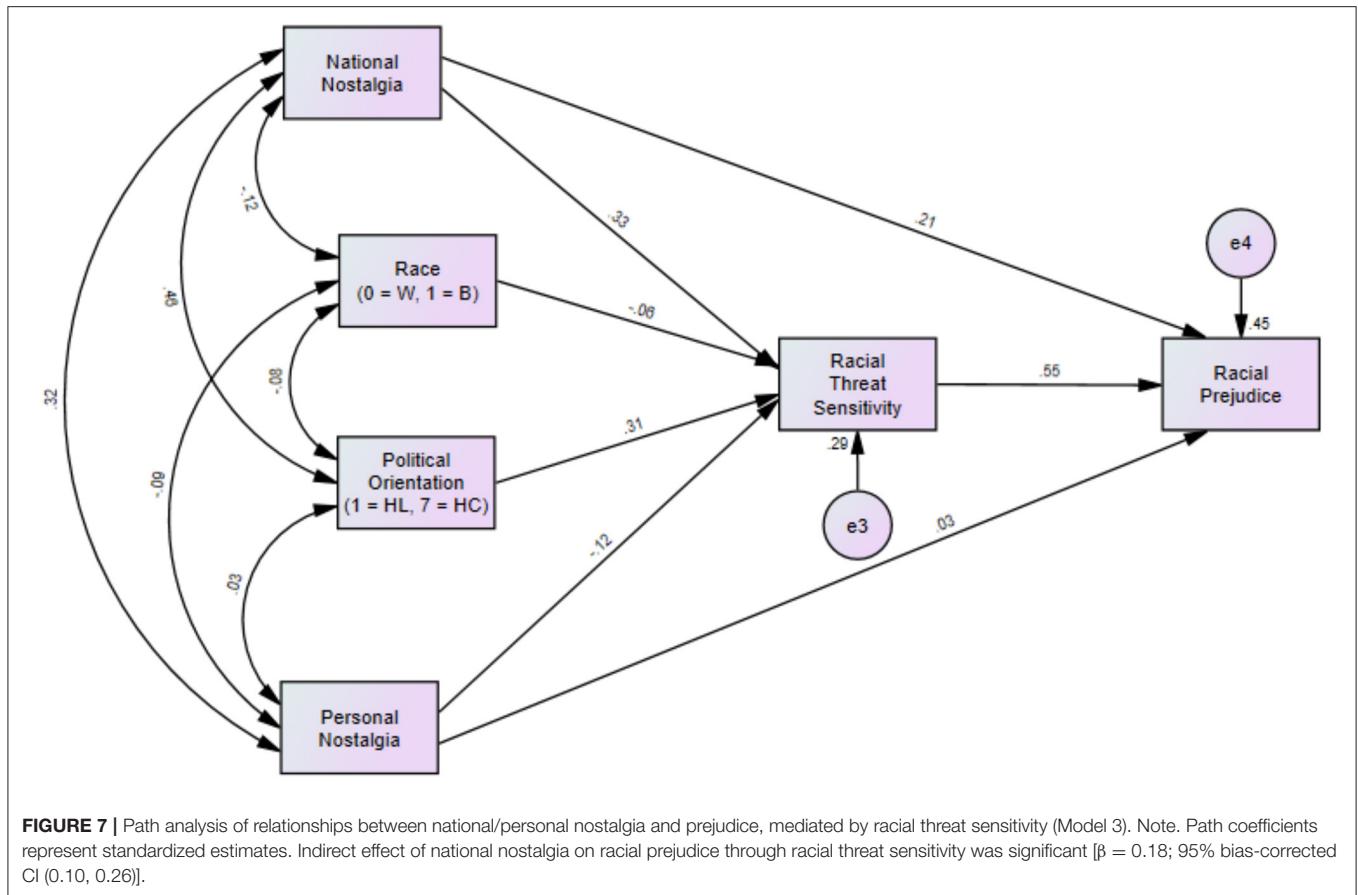 National
Nostalgia
-.12
.33
.21
e4
Race
(0 = W, 1 = B)
.46
-.06
.45
-.08
Racial
Threat
Sensitivity
.55
Racial
Prejudice
.32
Political
Orientation
(1 = HL, 7 = HC)
.31
.29
-.09
e3
-.12
.03
.03
Personal
Nostalgia
FIGURE 7 | Path analysis of relationships between national/personal nostalgia and prejudice, mediated by racial threat sensitivity (Model 3). Note. Path coefficients
represent standardized estimates. Indirect effect of national nostalgia on racial prejudice through racial threat sensitivity was significant [β = 0.18; 95% bias-corrected
CI (0.10, 0.26)].